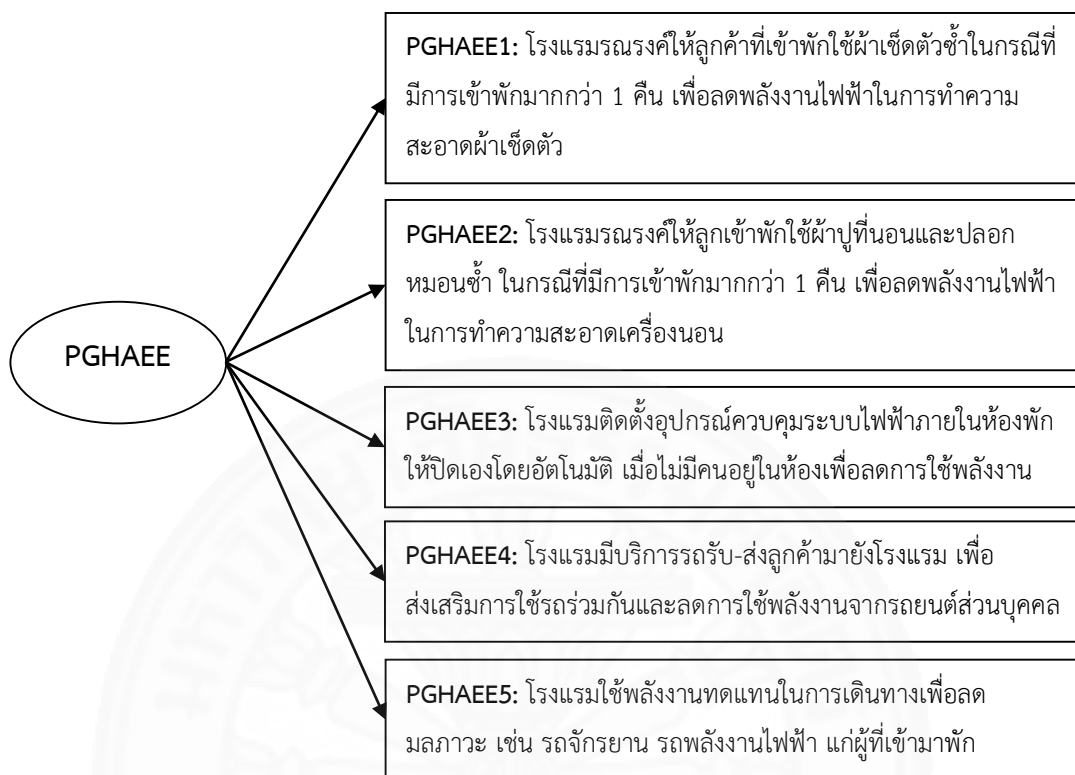 PGHAEE1: โรงแรมรณรงค์ให้ลูกค้าที่เข้าพักใช้ผ้าเช็ดตัวซ้ำในกรณีที่
มีการเข้าพักมากกว่า 1 คืน เพื่อลดพลังงานไฟฟ้าในการทำความ
สะอาดผ้าเช็ดตัว
PGHAEE2: โรงแรมรณรงค์ให้ลูกเข้าพักใช้ผ้าปูที่นอนและปลอก
หมอนซ้ำ ในกรณีที่มีการเข้าพักมากกว่า 1 คืน เพื่อลดพลังงานไฟฟ้า
ในการทำความสะอาดเครื่องนอน
PGHAEE
PGHAEE3: โรงแรมติดตั้งอุปกรณ์ควบคุมระบบไฟฟ้าภายในห้องพัก
ให้ปิดเองโดยอัตโนมัติ เมื่อไม่มีคนอยู่ในห้องเพื่อลดการใช้พลังงาน
PGHAEE4: โรงแรมมีบริการรถรับ-ส่งลูกค้ามายังโรงแรม เพื่อ
ส่งเสริมการใช้รถร่วมกันและลดการใช้พลังงานจากรถยนต์ส่วนบุคคล
PGHAEE5: โรงแรมใช้พลังงานทดแทนในการเดินทางเพื่อลด
มลภาวะ เช่น รถจักรยาน รถพลังงานไฟฟ้า แก่ผู้ที่เข้ามาพัก